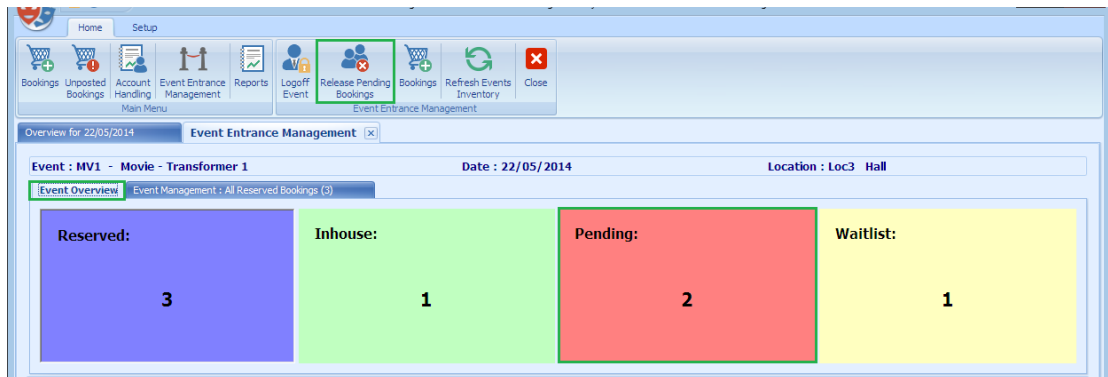 Home Setup
Bookings Unposted Bookings Account Handling Event Entrance Management Reports Logoff Event Release Pending Bookings Bookings Refresh Events Inventory Close
Main Menu Event Entrance Management
Overview for 22/05/2014 Event Entrance Management
Event : MV1 - Movie - Transformer 1 Date : 22/05/2014 Location : Loc3 Hall
Event Overview Event Management : All Reserved Bookings (3)
Reserved: Inhouse: Pending: Waitlist:
3 1 2 1